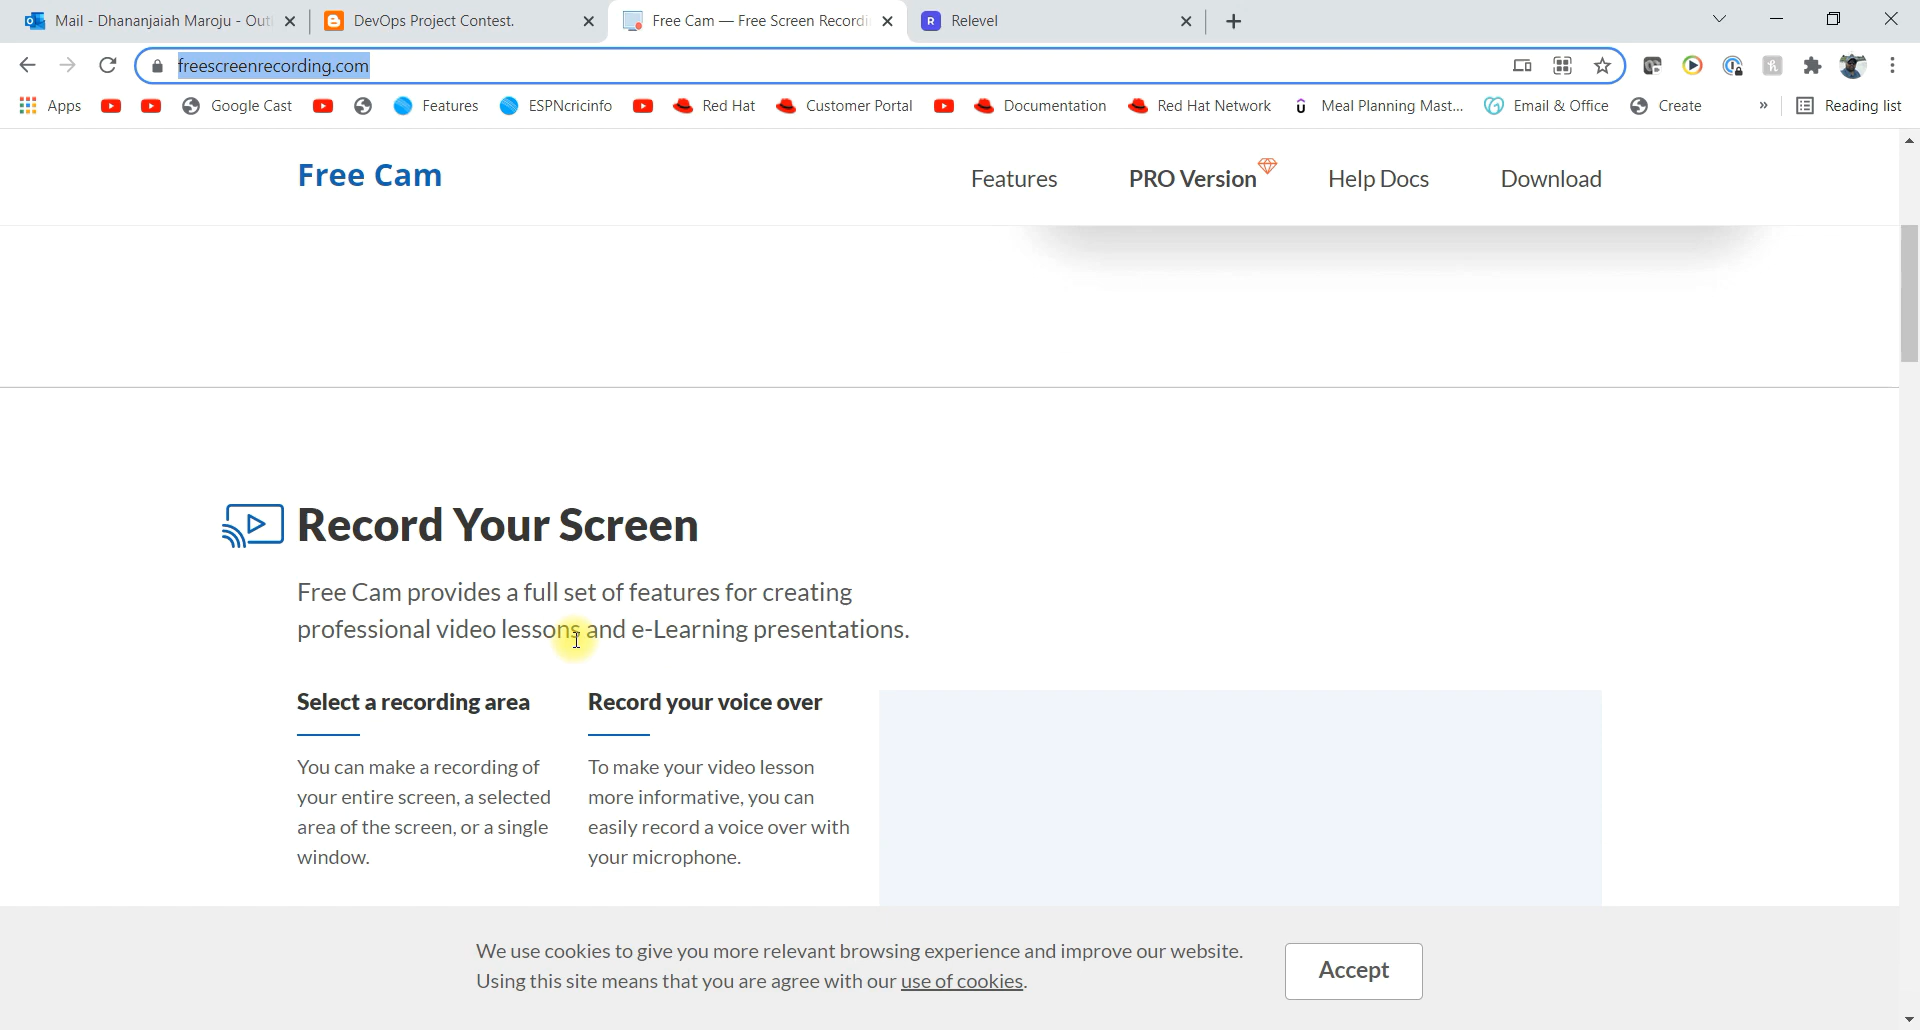 Mail - Dhananjaiah Maroju - Out
DevOps Project Contest.
Free Cam — Free Screen Recordi
R Relevel
freescreenrecording.com
Apps
Google Cast
Features
ESPNcricinfo
Red Hat
Customer Portal
Documentation
Red Hat Network
Meal Planning Mast...
Email & Office
Create
»
Reading list
Free Cam
Features
PRO Version
Help Docs
Download
Record Your Screen
Free Cam provides a full set of features for creating
professional video lessons and e-Learning presentations.
Select a recording area
You can make a recording of
your entire screen, a selected
area of the screen, or a single
window.
Record your voice over
To make your video lesson
more informative, you can
easily record a voice over with
your microphone.
We use cookies to give you more relevant browsing experience and improve our website.
Using this site means that you are agree with our use of cookies.
Accept